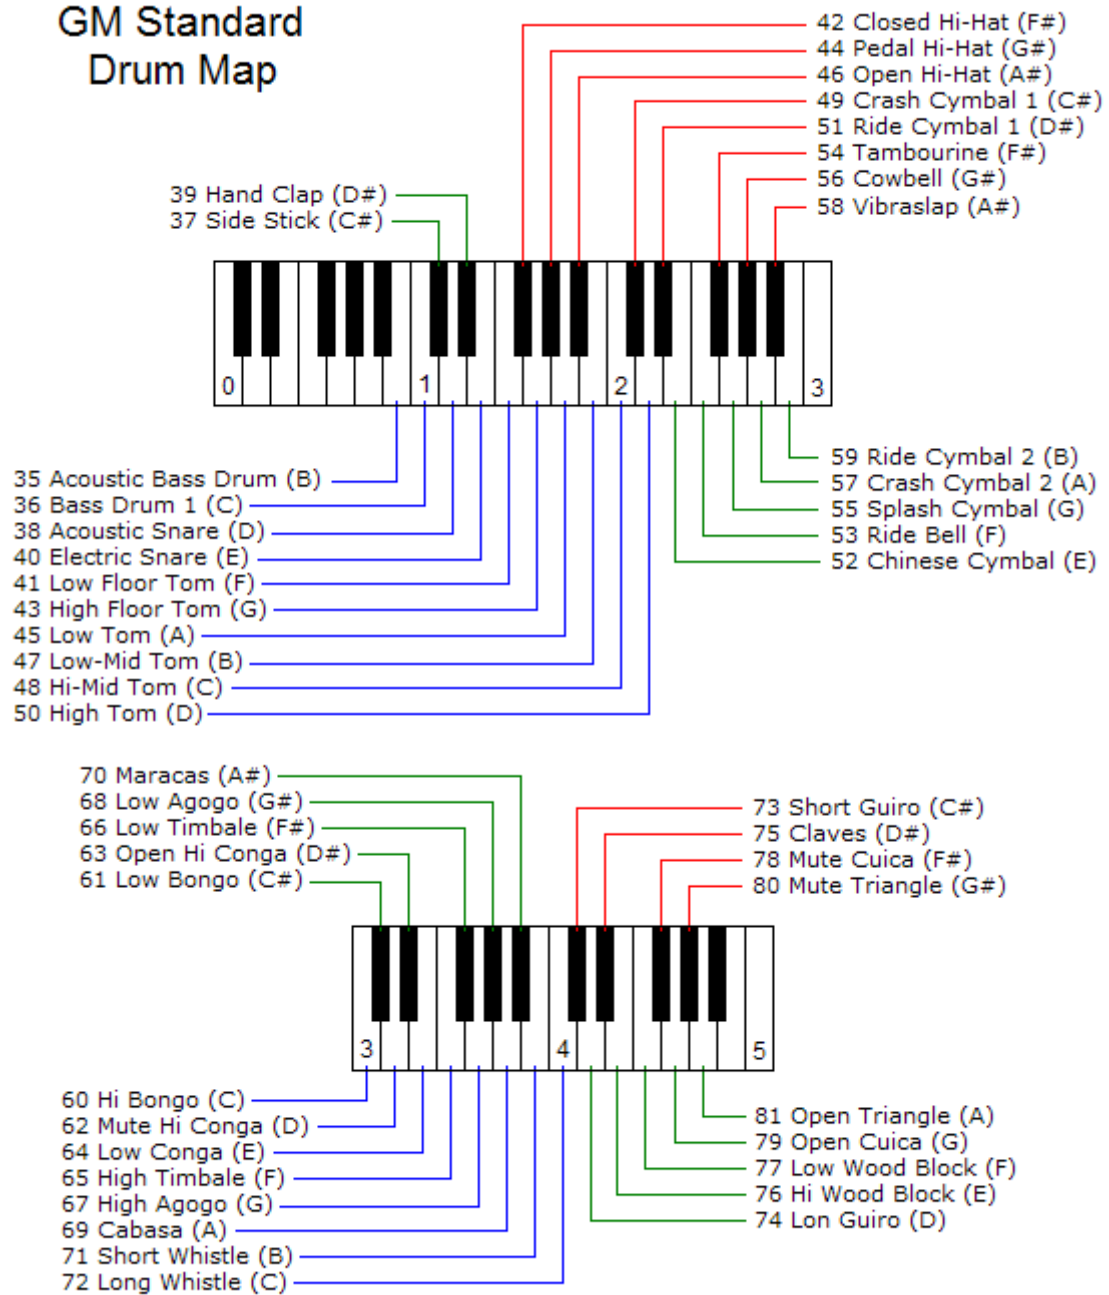 GM Standard
Drum Map
42 Closed Hi-Hat (F#)
44 Pedal Hi-Hat (G#)
46 Open Hi-Hat (A#)
49 Crash Cymbal 1 (C#)
51 Ride Cymbal 1 (D#)
54 Tambourine (F#)
56 Cowbell (G#)
58 Vibraslap (A#)
39 Hand Clap (D#)
37 Side Stick (C#)
0 1 2 3
35 Acoustic Bass Drum (B)
36 Bass Drum 1 (C)
38 Acoustic Snare (D)
40 Electric Snare (E)
41 Low Floor Tom (F)
43 High Floor Tom (G)
45 Low Tom (A)
47 Low-Mid Tom (B)
48 Hi-Mid Tom (C)
50 High Tom (D)
59 Ride Cymbal 2 (B)
57 Crash Cymbal 2 (A)
55 Splash Cymbal (G)
53 Ride Bell (F)
52 Chinese Cymbal (E)
70 Maracas (A#)
68 Low Agogo (G#)
66 Low Timbale (F#)
63 Open Hi Conga (D#)
61 Low Bongo (C#)
73 Short Guiro (C#)
75 Claves (D#)
78 Mute Cuica (F#)
80 Mute Triangle (G#)
3 4 5
60 Hi Bongo (C)
62 Mute Hi Conga (D)
64 Low Conga (E)
65 High Timbale (F)
67 High Agogo (G)
69 Cabasa (A)
71 Short Whistle (B)
72 Long Whistle (C)
81 Open Triangle (A)
79 Open Cuica (G)
77 Low Wood Block (F)
76 Hi Wood Block (E)
74 Lon Guiro (D)